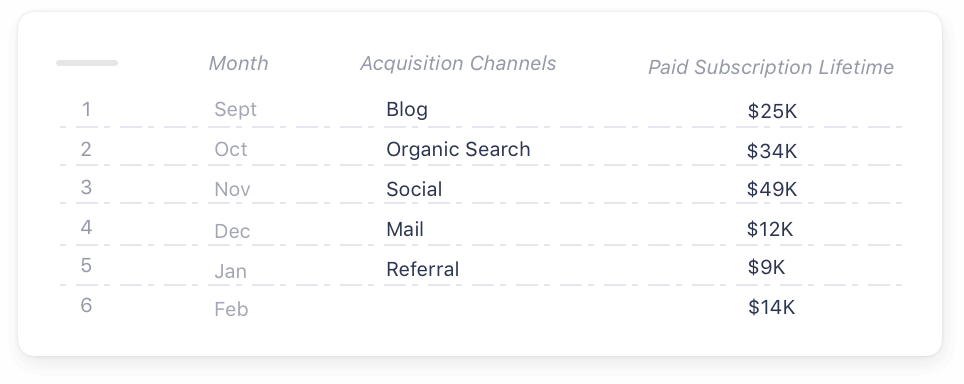 Month Acquisition Channels Paid Subscription Lifetime
1 Sept Blog $25K
2 Oct Organic Search $34K
3 Nov Social $49K
4 Dec Mail $12K
5 Jan Referral $9K
6 Feb $14K